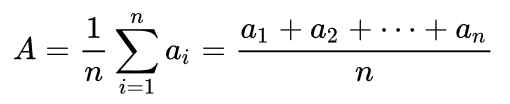 A = \frac{1}{n} \sum_{i=1}^{n} a_i = \frac{a_1 + a_2 + \cdots + a_n}{n}